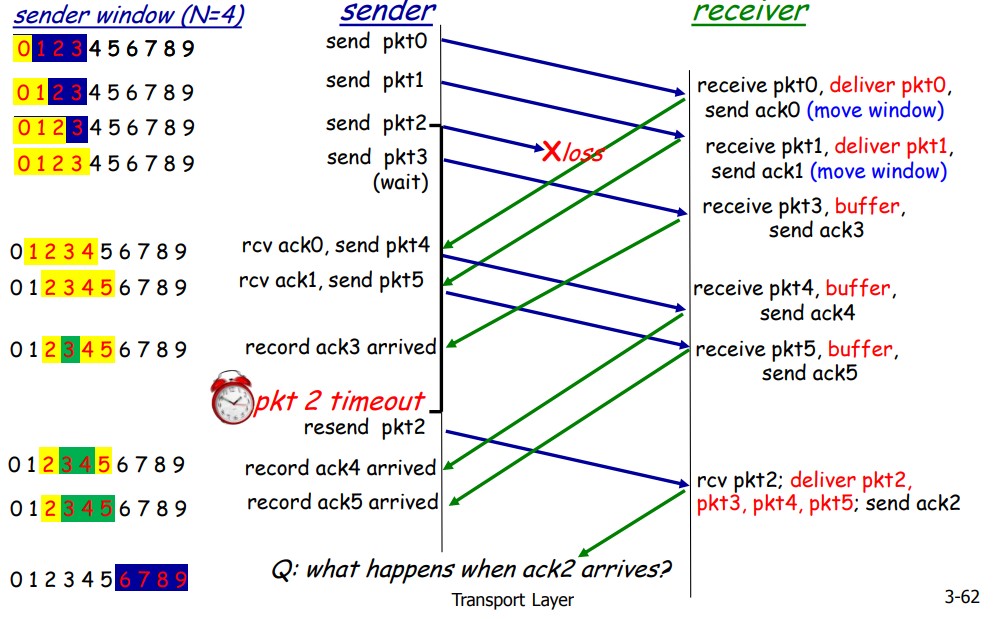 sender window (N=4)
sender
receiver
0 1 2 3 4 5 6 7 8 9
send pkt0
0 1 2 3 4 5 6 7 8 9
send pkt1
receive pkt0, deliver pkt0,
send ack0 (move window)
0 1 2 3 4 5 6 7 8 9
send pkt2
X loss
0 1 2 3 4 5 6 7 8 9
send pkt3
(wait)
receive pkt1, deliver pkt1,
send ack1 (move window)
receive pkt3, buffer,
send ack3
0 1 2 3 4 5 6 7 8 9
rcv ack0, send pkt4
0 1 2 3 4 5 6 7 8 9
rcv ack1, send pkt5
receive pkt4, buffer,
send ack4
0 1 2 3 4 5 6 7 8 9
record ack3 arrived
receive pkt5, buffer,
send ack5
pkt 2 timeout
resend pkt2
0 1 2 3 4 5 6 7 8 9
record ack4 arrived
0 1 2 3 4 5 6 7 8 9
record ack5 arrived
rcv pkt2; deliver pkt2,
pkt3, pkt4, pkt5; send ack2
0 1 2 3 4 5 6 7 8 9
Q: what happens when ack2 arrives?
Transport Layer
3-62